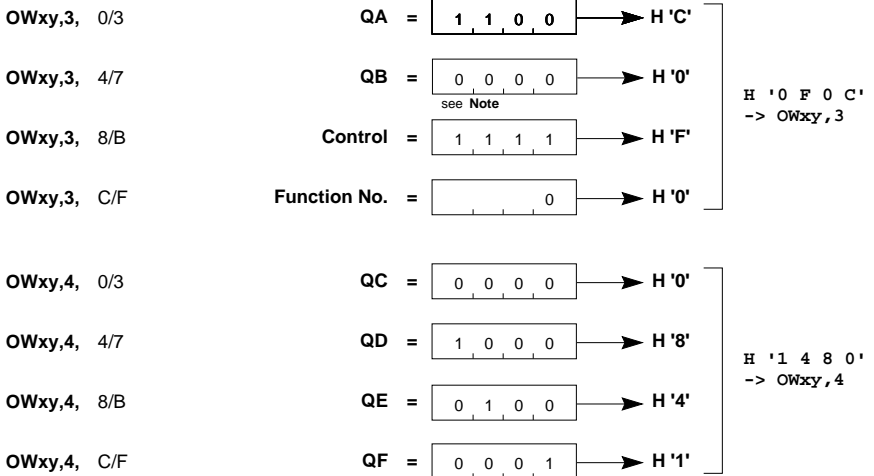 OWxy,3, 0/3 QA = 1 1 0 0 H 'C'
OWxy,3, 4/7 QB = 0 0 0 0 H '0'
see Note
H '0 F 0 C'
-> OWxy,3
OWxy,3, 8/B Control = 1 1 1 1 H 'F'
OWxy,3, C/F Function No. = 0 H '0'
OWxy,4, 0/3 QC = 0 0 0 0 H '0'
OWxy,4, 4/7 QD = 1 0 0 0 H '8'
H '1 4 8 0'
-> OWxy,4
OWxy,4, 8/B QE = 0 1 0 0 H '4'
OWxy,4, C/F QF = 0 0 0 1 H '1'